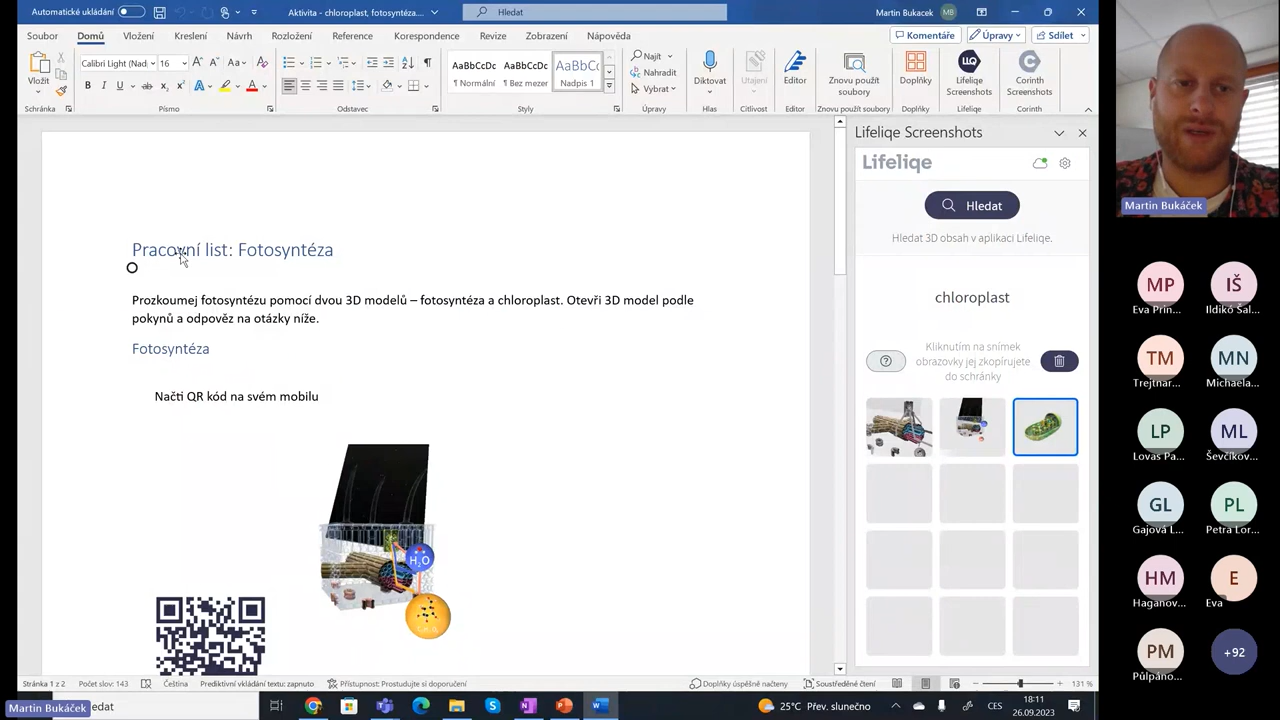 Automatické ukládání
Aktivita - chloroplast, fotosyntéza....
Hledat
Martin Bukacek
MB
Soubor
Domů
Vložení
Kreslení
Návrh
Rozložení
Reference
Korespondence
Revize
Zobrazení
Nápověda
Komentáře
Úpravy
Sdílet
Vložit
Calibri Light (Nad
16
AaBbCcDc
Normální
AaBbCcDc
Bez mezer
AaBbCc
Nadpis 1
Najít
Nahradit
Vybrat
Diktovat
Utajení
Editor
Znovu použít
soubory
Doplňky
Lifeliqe
Screenshots
Corinth
Screenshots
Schránka
Písmo
Odstavec
Styly
Úpravy
Hlas
Citlivost
Editor
Znovu použít soubory
Doplňky
Lifeliqe
Corinth
Pracovní list: Fotosyntéza
Prozkoumej fotosyntézu pomocí dvou 3D modelů – fotosyntéza a chloroplast. Otevři 3D model podle
pokynů a odpověz na otázky níže.
Fotosyntéza
Načti QR kód na svém mobilu
H₂O
Lifeliqe Screenshots
Lifeliqe
Hledat
Hledat 3D obsah v aplikaci Lifeliqe.
chloroplast
Kliknutím na snímek
obrazovky jej zkopírujete
do schránky
Martin Bukáček
MP
Eva Prin...
IŠ
Ildikó Šal...
TM
Trejtnar...
MN
Michaela...
LP
Lovas Pa...
ML
Ševčíkov...
GL
Gajová L...
PL
Petra Lor...
HM
Haganov...
E
Eva
PM
Půlpáno...
+92
Stránka 1 z 2
Počet slov: 143
Čeština
Prediktivní vkládání textu: zapnuto
Přístupnost: Prostudujte si doporučení
Doplňky úspěšně načteny
Soustředěné čtení
131 %
Martin Bukáček
edat
25°C Přev. slunečno
CES
18:11
26.09.2023